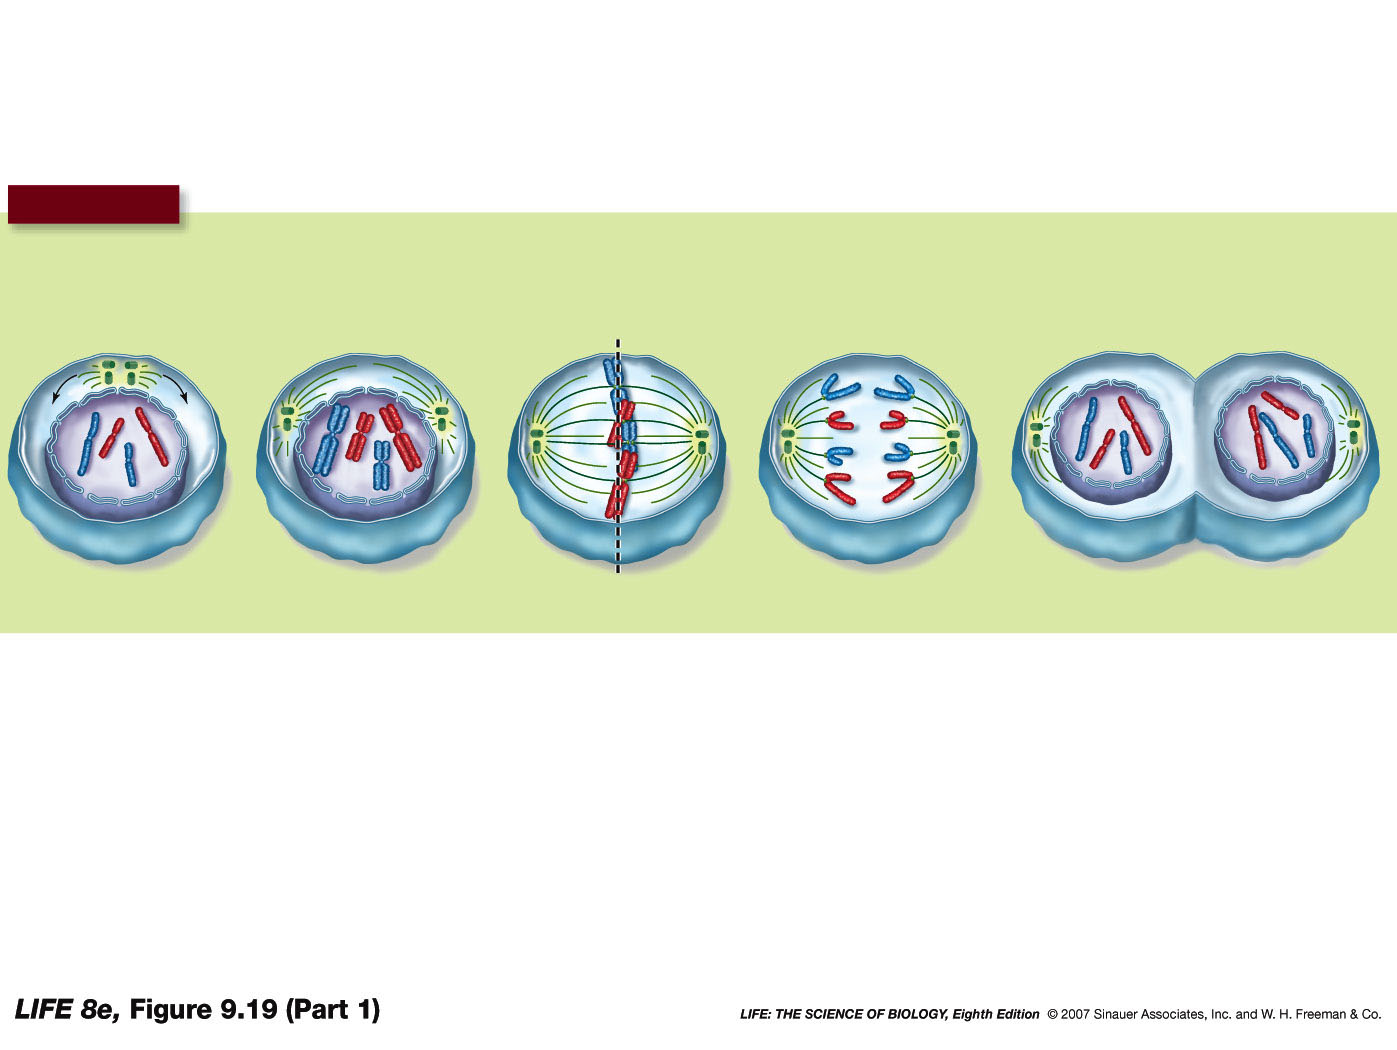 LIFE 8e, Figure 9.19 (Part 1)
LIFE: THE SCIENCE OF BIOLOGY, Eighth Edition © 2007 Sinauer Associates, Inc. and W. H. Freeman & Co.